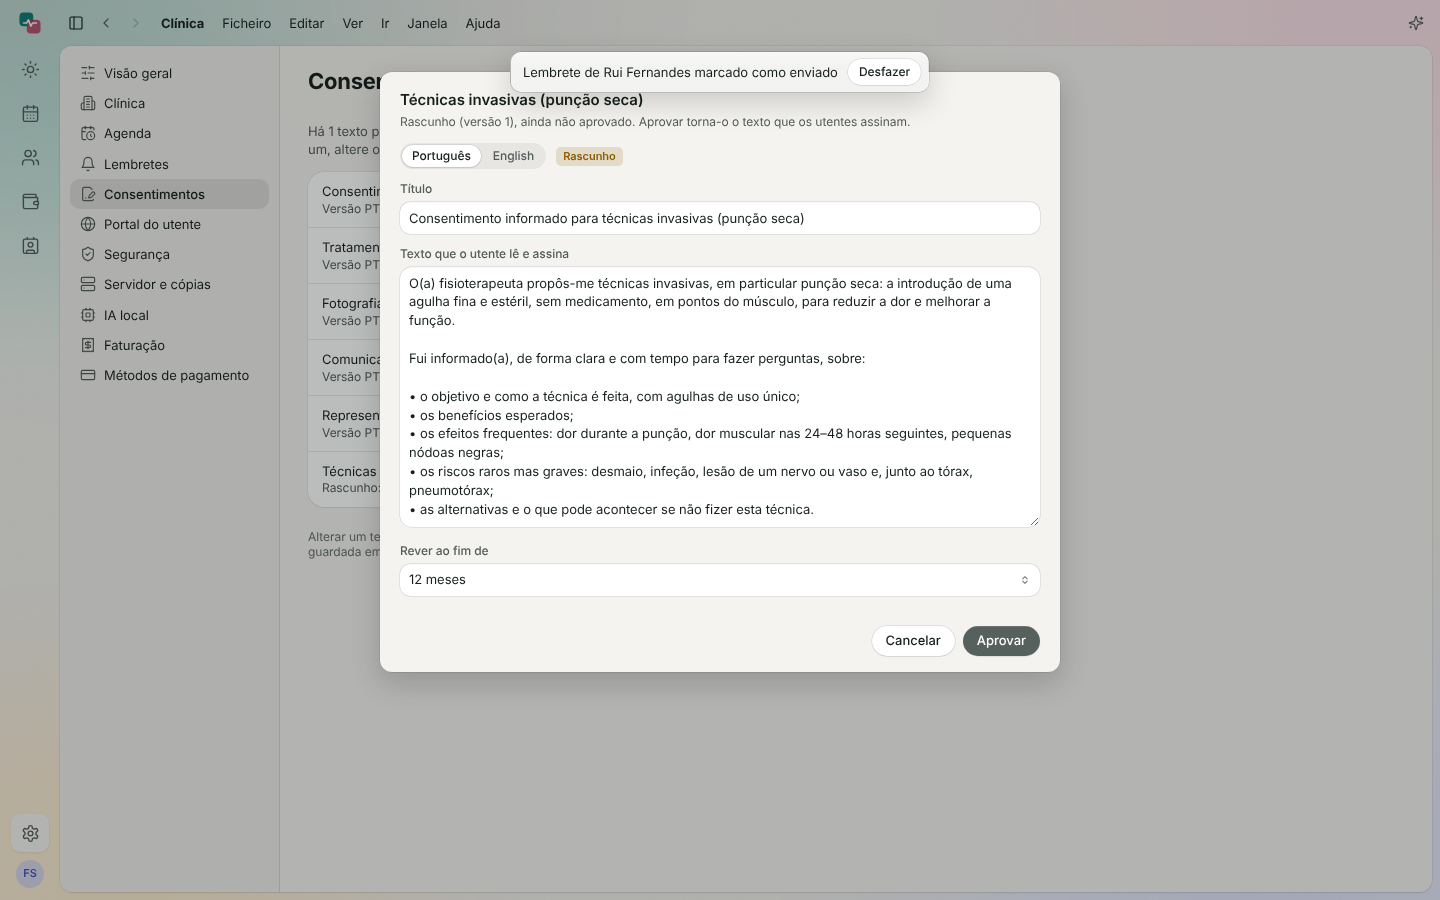 Clínica Ficheiro Editar Ver Ir Janela Ajuda
Lembrete de Rui Fernandes marcado como enviado Desfazer
Visão geral
Clínica
Agenda
Lembretes
Consentimentos
Portal do utente
Segurança
Servidor e cópias
IA local
Faturação
Métodos de pagamento
FS
Conser
Há 1 texto p
um, altere o
Consentir
Versão PT
Tratamen
Versão PT
Fotografia
Versão PT
Comunica
Versão PT
Represen
Versão PT
Técnicas
Rascunho:
Alterar um te
guardada em
Técnicas invasivas (punção seca)
Rascunho (versão 1), ainda não aprovado. Aprovar torna-o o texto que os utentes assinam.
Português English Rascunho
Título
Consentimento informado para técnicas invasivas (punção seca)
Texto que o utente lê e assina
O(a) fisioterapeuta propôs-me técnicas invasivas, em particular punção seca: a introdução de uma
agulha fina e estéril, sem medicamento, em pontos do músculo, para reduzir a dor e melhorar a
função.
Fui informado(a), de forma clara e com tempo para fazer perguntas, sobre:
• o objetivo e como a técnica é feita, com agulhas de uso único;
• os benefícios esperados;
• os efeitos frequentes: dor durante a punção, dor muscular nas 24–48 horas seguintes, pequenas
nódoas negras;
• os riscos raros mas graves: desmaio, infeção, lesão de um nervo ou vaso e, junto ao tórax,
pneumotórax;
• as alternativas e o que pode acontecer se não fizer esta técnica.
Rever ao fim de
12 meses
Cancelar Aprovar